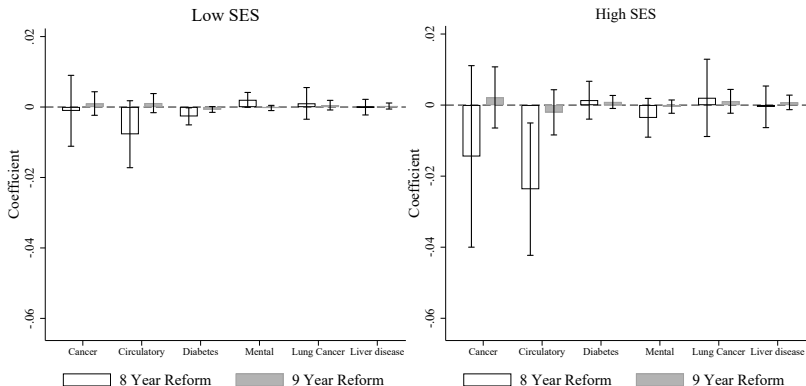 Low SES
.02
0
-.02
-.04
-.06
Coefficient
Cancer Circulatory Diabetes Mental Lung Cancer Liver disease
8 Year Reform 9 Year Reform
High SES
.02
0
-.02
-.04
-.06
Coefficient
Cancer Circulatory Diabetes Mental Lung Cancer Liver disease
8 Year Reform 9 Year Reform